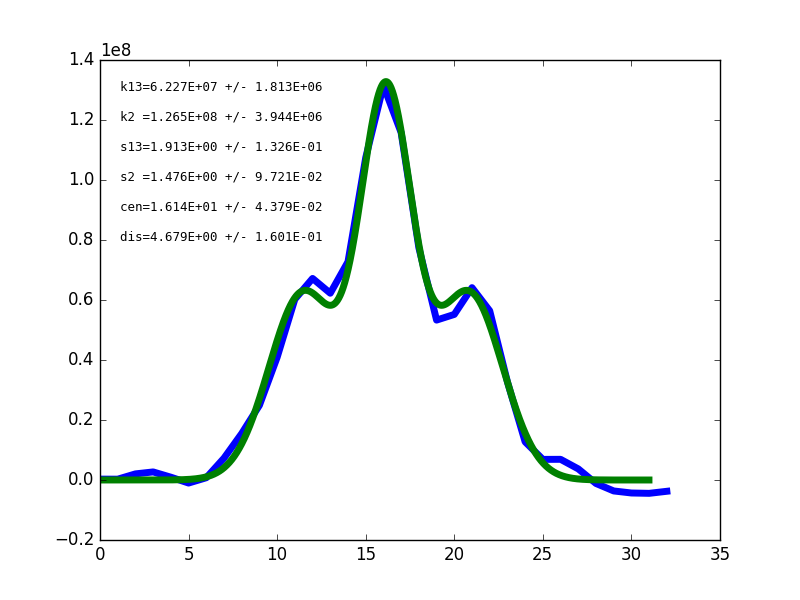 1e8
1.4
1.2
1.0
0.8
0.6
0.4
0.2
0.0
−0.2
k13=6.227E+07 +/- 1.813E+06
k2 =1.265E+08 +/- 3.944E+06
s13=1.913E+00 +/- 1.326E-01
s2 =1.476E+00 +/- 9.721E-02
cen=1.614E+01 +/- 4.379E-02
dis=4.679E+00 +/- 1.601E-01
0 5 10 15 20 25 30 35